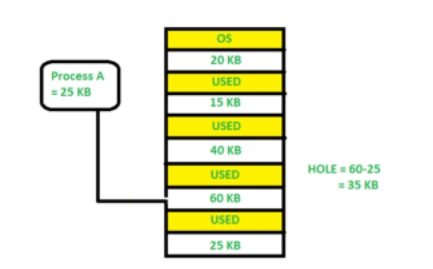 OS
20 KB
USED
15 KB
USED
40 KB
USED
60 KB
USED
25 KB
Process A
= 25 KB
HOLE = 60-25
= 35 KB